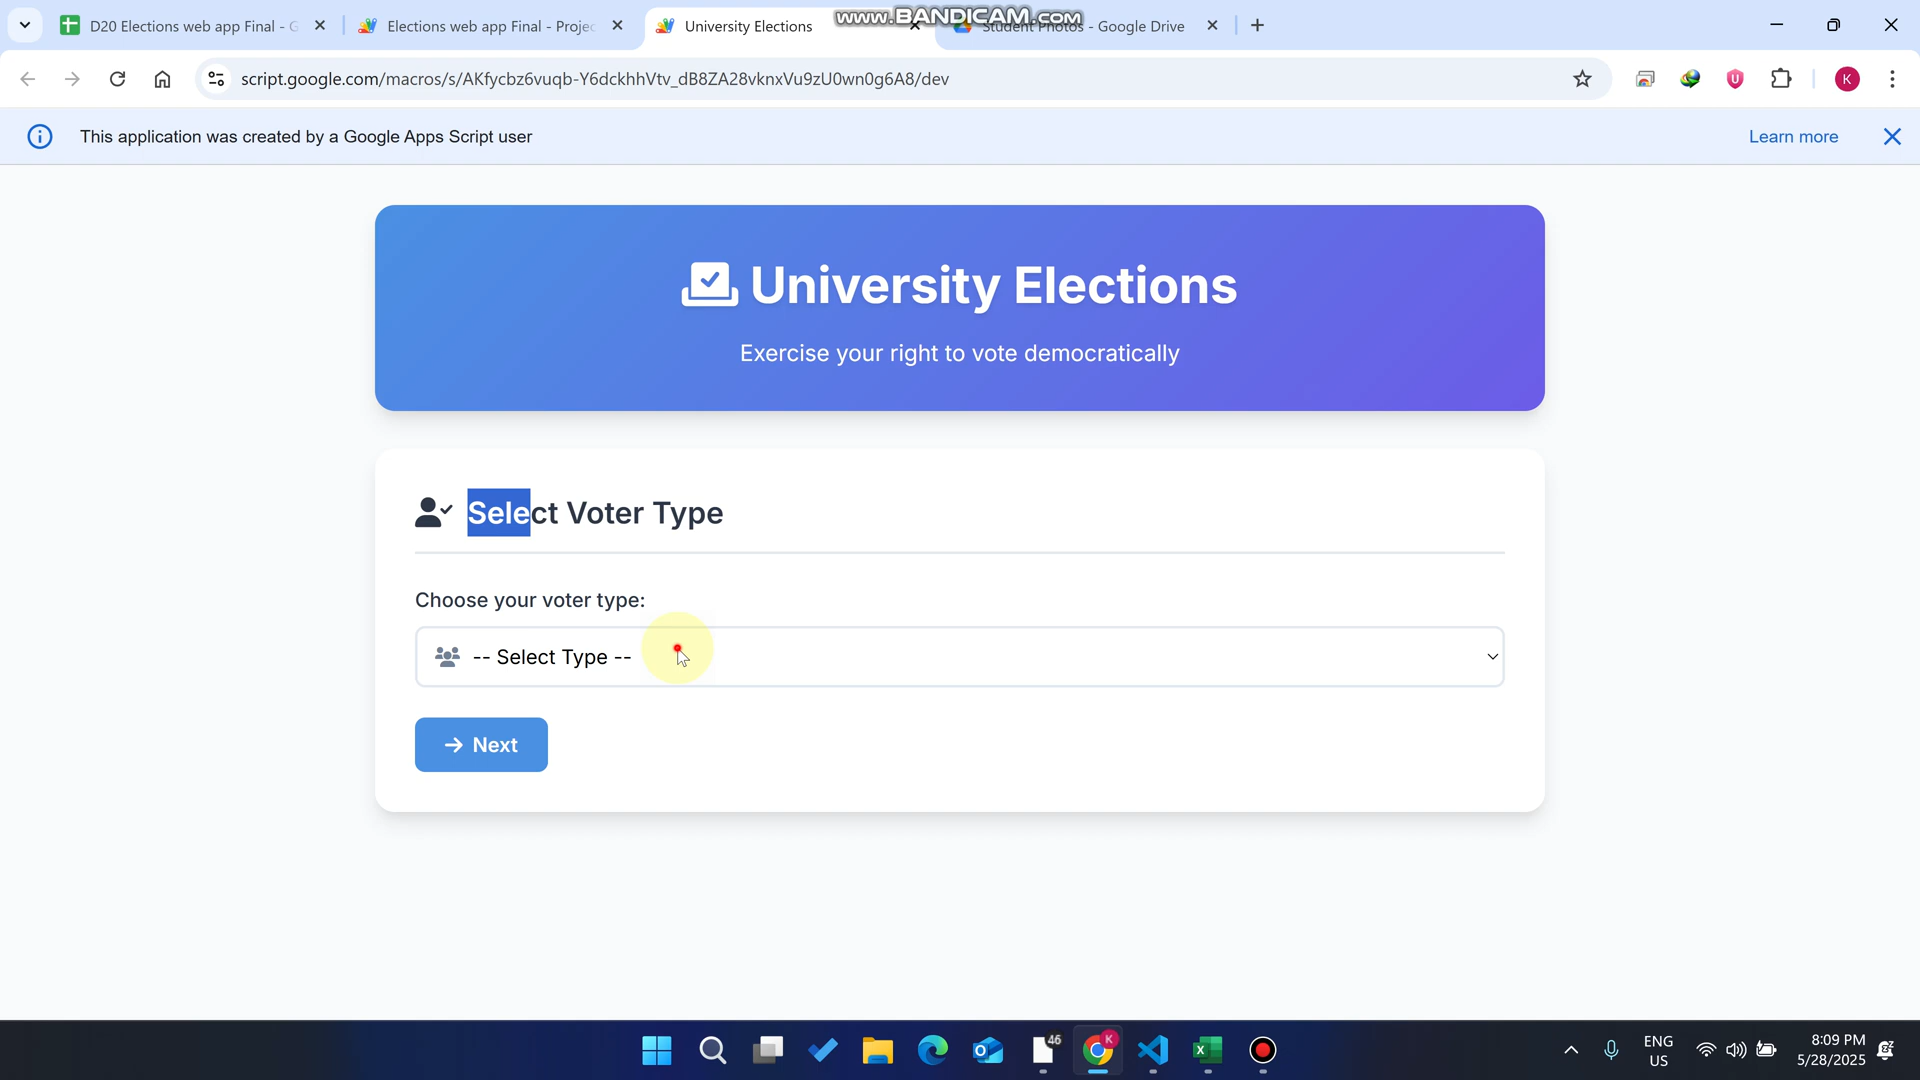 D20 Elections web app Final - G
Elections web app Final - Projec
University Elections
Student Photos - Google Drive
www.BANDICAM.com
script.google.com/macros/s/AKfycbz6vuqb-Y6dckhhVtv_dB8ZA28vknxVu9zU0wn0g6A8/dev
K
This application was created by a Google Apps Script user
Learn more
University Elections
Exercise your right to vote democratically
Select Voter Type
Choose your voter type:
-- Select Type --
Next
46
K
ENG
US
8:09 PM
5/28/2025